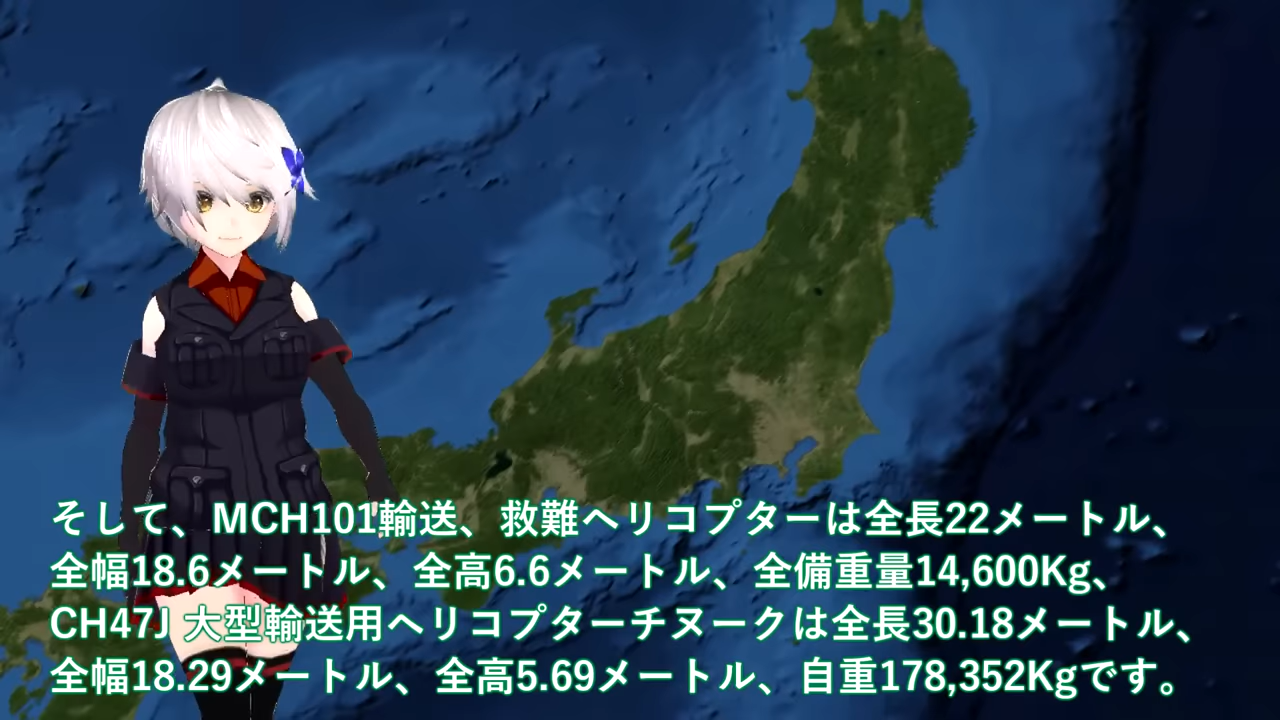 そして、MCH101輸送、救難ヘリコプターは全長22メートル、
全幅18.6メートル、全高6.6メートル、全備重量14,600Kg、
CH47J 大型輸送用ヘリコプターチヌークは全長30.18メートル、
全幅18.29メートル、全高5.69メートル、自重178,352Kgです。